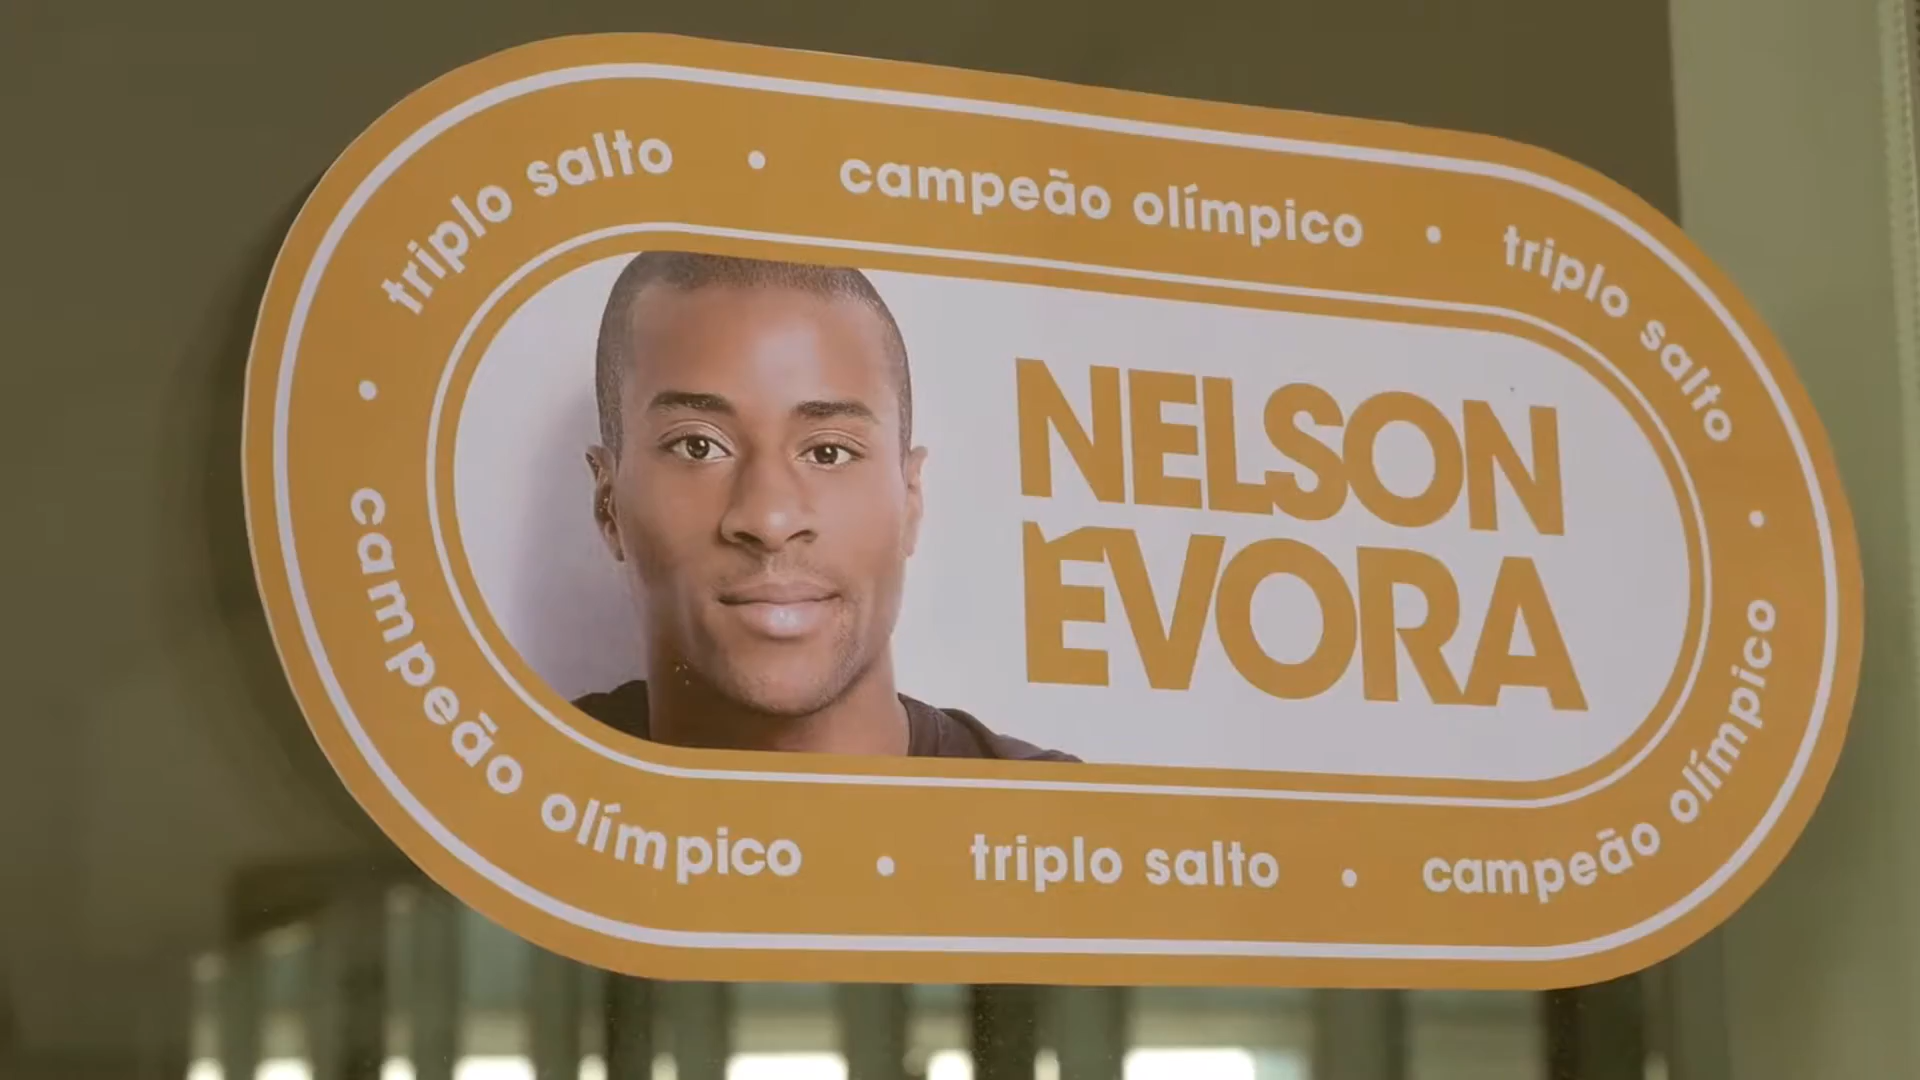 triplo salto • campeão olímpico • triplo salto • campeão olímpico • triplo salto • campeão olímpico •
NELSON
ÉVORA